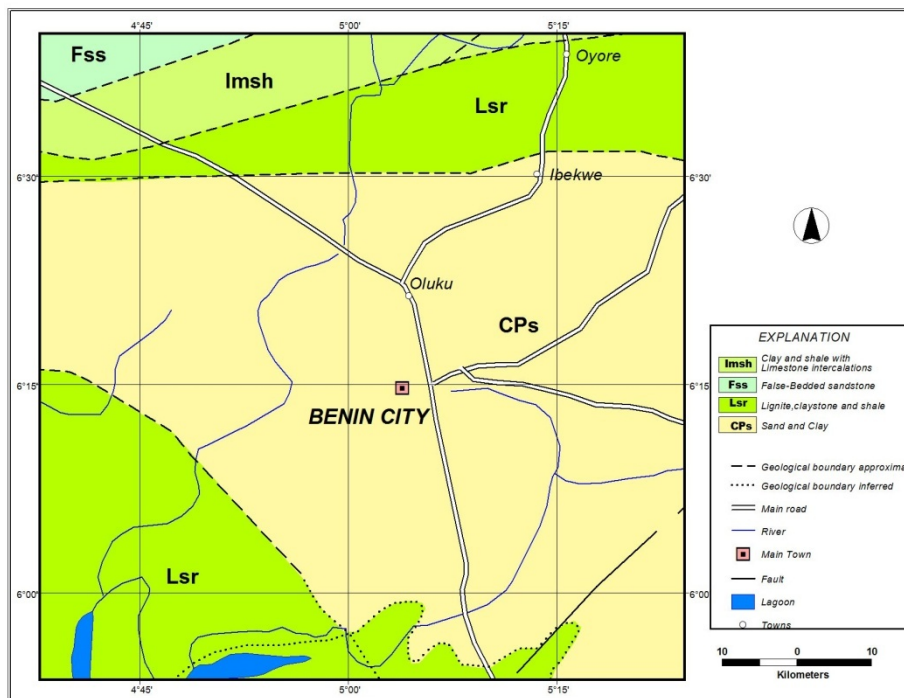 4°45'
5°00'
5°15'
Fss
Imsh
Oyore
Lsr
6°30'
Ibekwe
6°30'
Oluku
CPs
6°15'
6°15'
BENIN CITY
Lsr
6°00'
6°00'
4°45'
5°00'
5°15'
EXPLANATION
Imsh Clay and shale with
Limestone intercalations
Fss False-Bedded sandstone
Lsr Lignite,claystone and shale
CPs Sand and Clay
Geological boundary approxima
Geological boundary inferred
Main road
River
Main Town
Fault
Lagoon
Towns
10 0 10
Kilometers